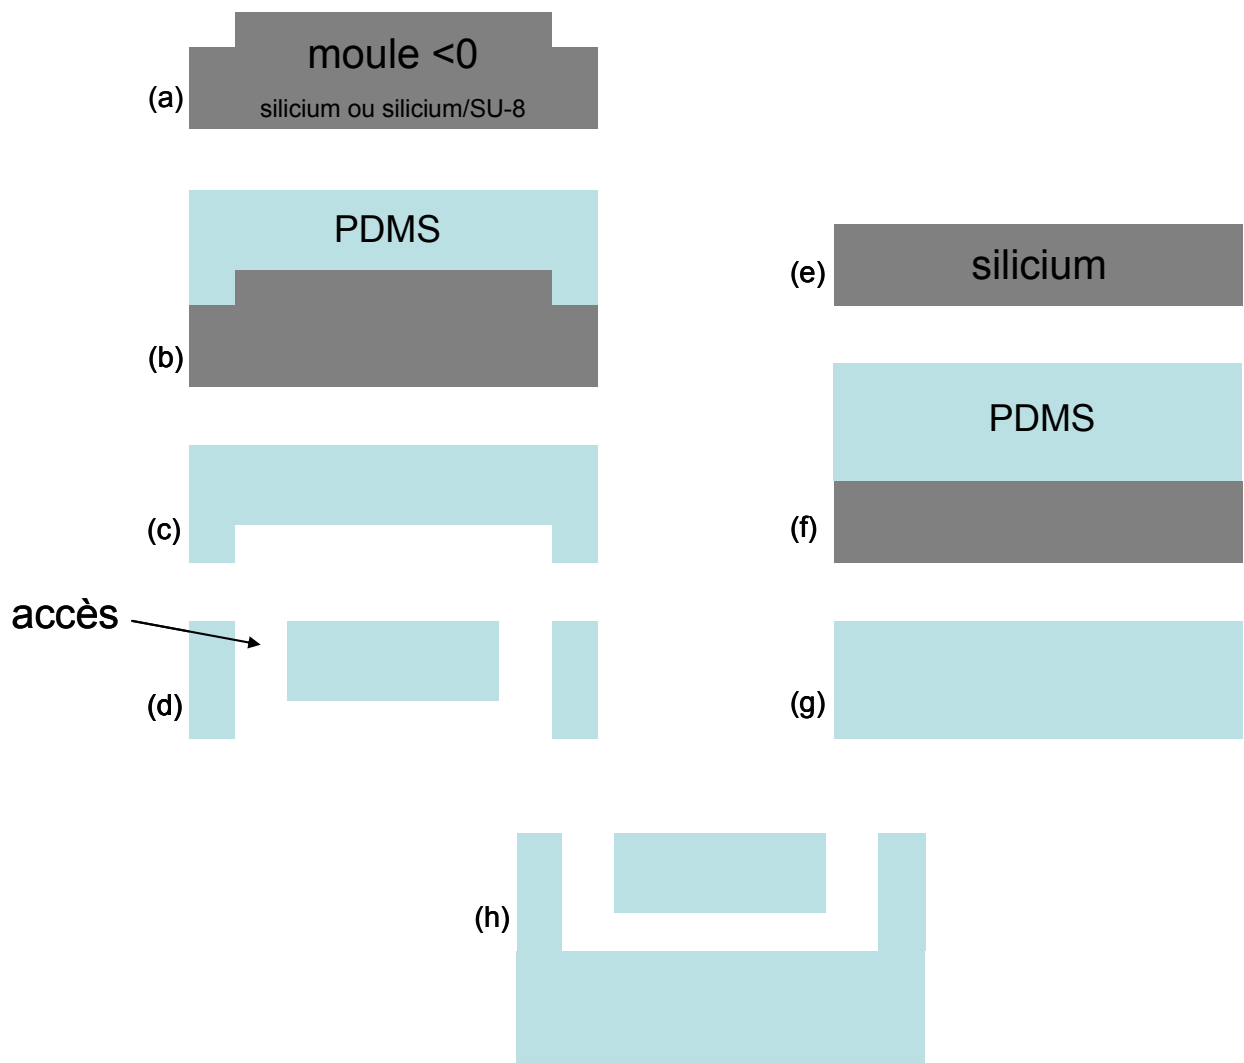 moule <0
silicium ou silicium/SU-8
(a)
PDMS
(b)
(c)
accès
(d)
silicium
(e)
PDMS
(f)
(g)
(h)